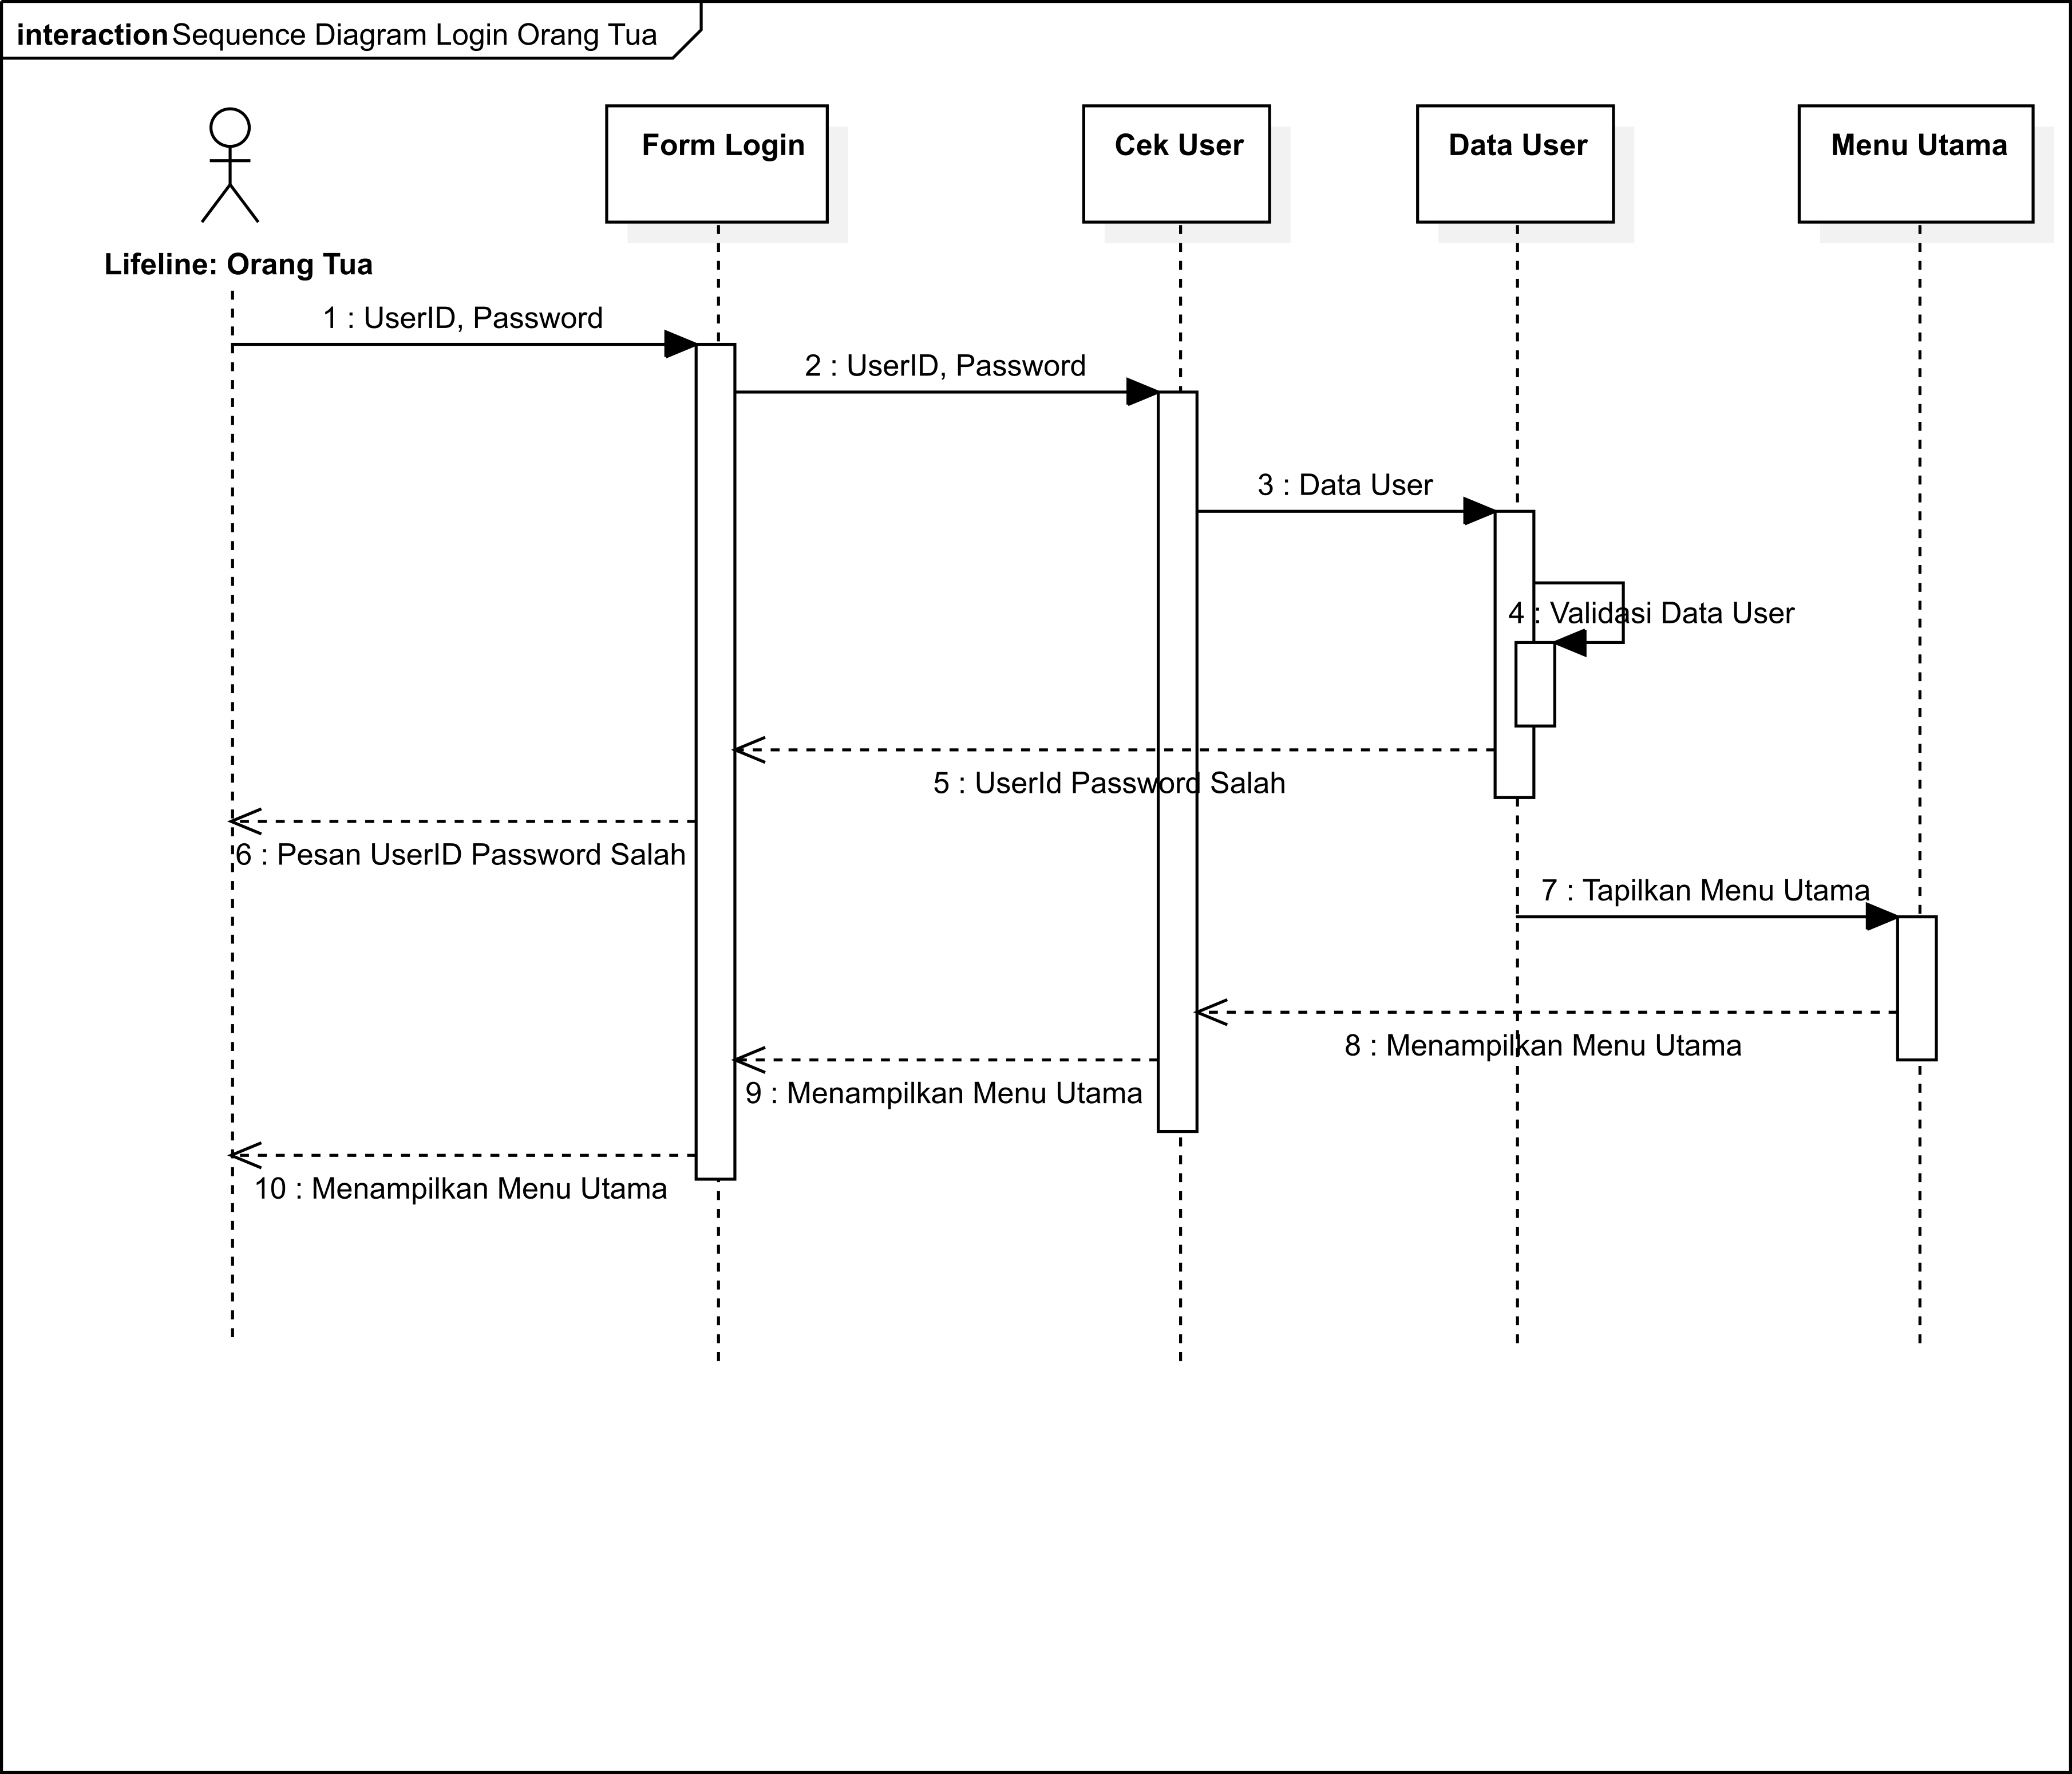 interaction Sequence Diagram Login Orang Tua
Form Login
Cek User
Data User
Menu Utama
Lifeline: Orang Tua
1 : UserID, Password
2 : UserID, Password
3 : Data User
4 : Validasi Data User
5 : UserId Password Salah
6 : Pesan UserID Password Salah
7 : Tapilkan Menu Utama
8 : Menampilkan Menu Utama
9 : Menampilkan Menu Utama
10 : Menampilkan Menu Utama